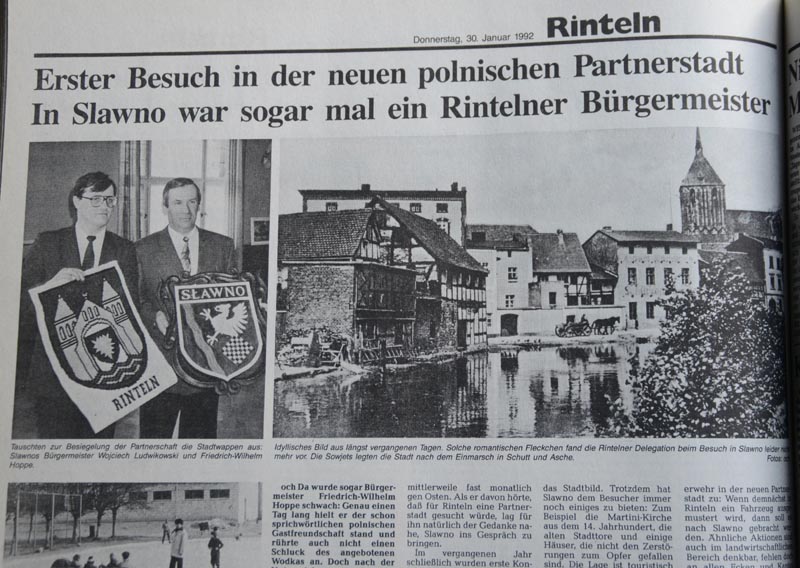 Donnerstag, 30. Januar 1992
Rinteln
Erster Besuch in der neuen polnischen Partnerstadt
In Slawno war sogar mal ein Rintelner Bürgermeister
RINTELN
SŁAWNO
Tauschten zur Besiegelung der Partnerschaft die Stadtwappen aus:
Slawnos Bürgermeister Wojciech Ludwikowski und Friedrich-Wilhelm
Hoppe.
Idyllisches Bild aus längst vergangenen Tagen. Solche romantischen Fleckchen fand die Rintelner Delegation beim Besuch in Slawno leider
mehr vor. Die Sowjets legten die Stadt nach dem Einmarsch in Schutt und Asche.
Fotos:
och Da wurde sogar Bürger-
meister Friedrich-Wilhelm
Hoppe schwach: Genau einen
Tag lang hielt er der schon
sprichwörtlichen polnischen
Gastfreundschaft stand und
rührte auch nicht einen
Schluck des angebotenen
Wodkas an. Doch nach der
mittlerweile fast monatlich
gen Osten. Als er davon hörte,
daß für Rinteln eine Partner-
stadt gesucht würde, lag für
ihn natürlich der Gedanke na-
he, Slawno ins Gespräch zu
bringen.
Im vergangenen Jahr
schließlich wurden erste Kon-
das Stadtbild. Trotzdem hat
Slawno dem Besucher immer
noch einiges zu bieten: Zum
Beispiel die Martini-Kirche
aus dem 14. Jahrhundert, die
alten Stadttore und einige
Häuser, die nicht den Zerstö-
rungen zum Opfer gefallen
sind. Die Lage ist touristisch
erwehr in der neuen Partner-
stadt zu: Wenn demnächst
Rinteln ein Fahrzeug
mustert wird, dann soll
nach Slawno gebracht
den. Ähnliche Aktionen
auch im landwirtschaftlichen
Bereich denkbar, fehlen
an allen Ecken und